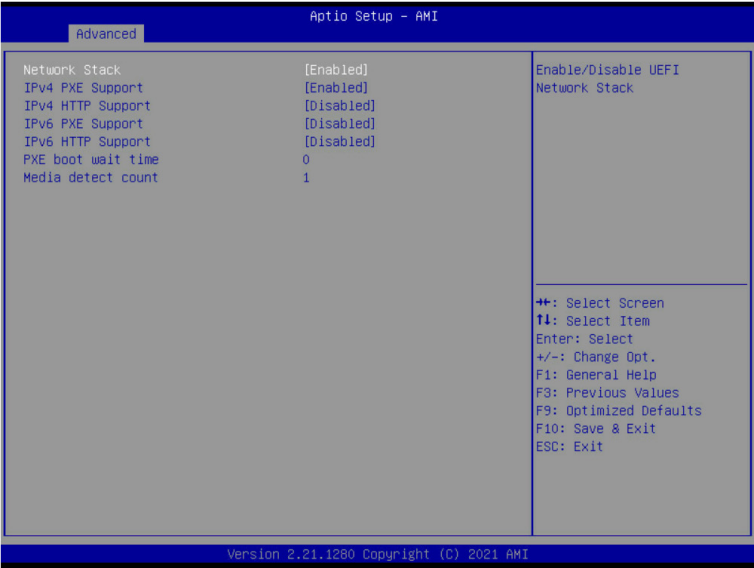 Aptio Setup – AMI
Advanced
Network Stack [Enabled]
IPv4 PXE Support [Enabled]
IPv4 HTTP Support [Disabled]
IPv6 PXE Support [Disabled]
IPv6 HTTP Support [Disabled]
PXE boot wait time 0
Media detect count 1
Enable/Disable UEFI
Network Stack
→←: Select Screen
↑↓: Select Item
Enter: Select
+/-: Change Opt.
F1: General Help
F3: Previous Values
F9: Optimized Defaults
F10: Save & Exit
ESC: Exit
Version 2.21.1280 Copyright (C) 2021 AMI